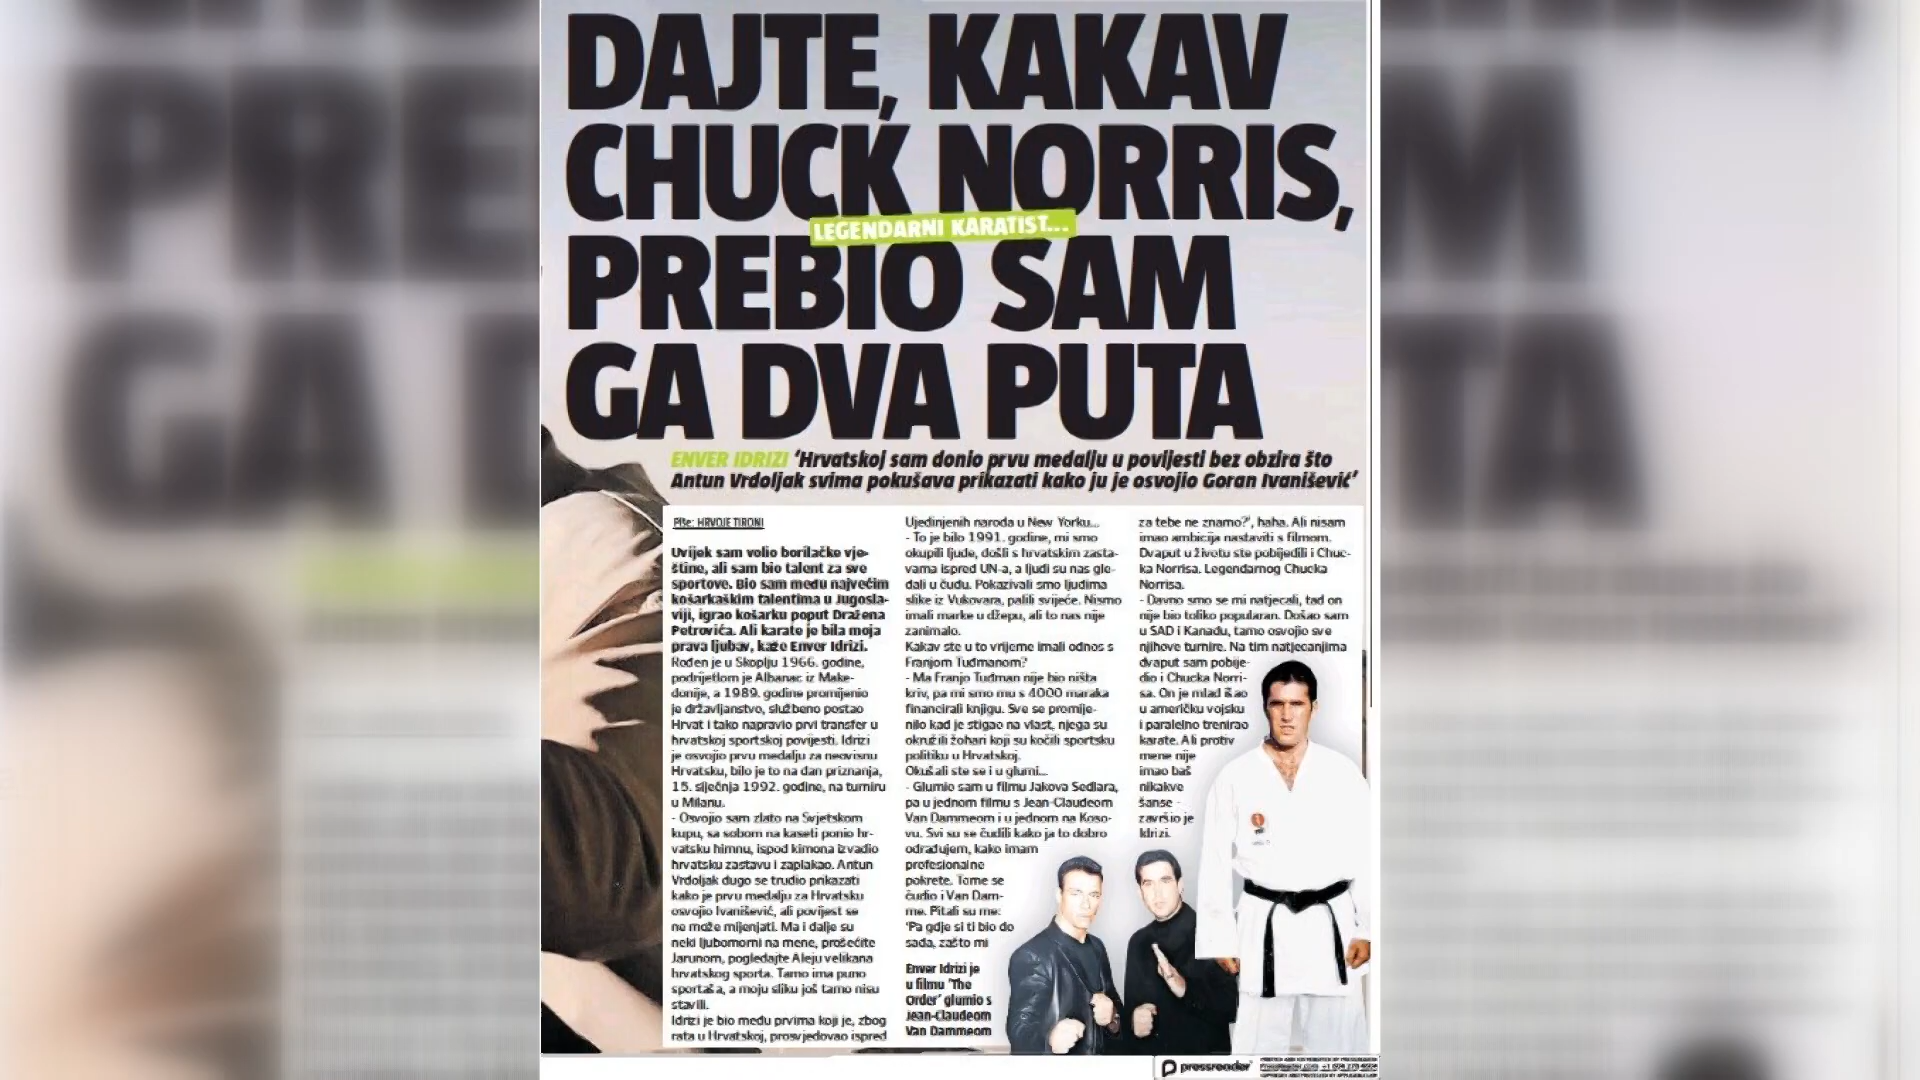 DAJTE, KAKAV
CHUCK NORRIS,
LEGENDARNI KARATIST...
PREBIO SAM
GA DVA PUTA
ENVER IDRIZI ‘Hrvatskoj sam donio prvu medalju u povijesti bez obzira što
Antun Vrdoljak svima pokušava prikazati kako ju je osvojio Goran Ivanišević’
Piše: HRVOJE TIRONI
Uvijek sam volio borilačke vje-
štine, ali sam bio talent za sve
sportove. Bio sam među najvećim
košarkaškim talentima u Jugosla-
viji, igrao košarku poput Dražena
Petrovića. Ali karate je bila moja
prava ljubav, kaže Enver Idrizi.
Rođen je u Skoplju 1966. godine,
podrijetlom je Albanac iz Make-
donije, a 1989. godine promijenio
je državljanstvo, službeno postao
Hrvat i tako napravio prvi transfer u
hrvatskoj sportskoj povijesti. Idrizi
je osvojio prvu medalju za neovisnu
Hrvatsku, bilo je to na dan priznanja,
15. siječnja 1992. godine, na turniru
u Milanu.
- Osvojio sam zlato na Svjetskom
kupu, sa sobom na kaseti ponio hr-
vatsku himnu, ispod kimona izvadio
hrvatsku zastavu i zaplakao. Antun
Vrdoljak dugo se trudio prikazati
kako je prvu medalju za Hrvatsku
osvojio Ivanišević, ali povijest se
ne može mijenjati. Ma i dalje su
neki ljubomorni na mene, prošećite
Jarunom, pogledajte Aleju velikana
hrvatskog sporta. Tamo ima puno
sportaša, a moju sliku još tamo nisu
stavili.
Idrizi je bio među prvima koji je, zbog
rata u Hrvatskoj, prosvjedovao ispred
Ujedinjenih naroda u New Yorku...
- To je bilo 1991. godine, mi smo
okupili ljude, došli s hrvatskim zasta-
vama ispred UN-a, a ljudi su nas gle-
dali u čudu. Pokazivali smo ljudima
slike iz Vukovara, palili svijeće. Nismo
imali marke u džepu, ali to nas nije
zanimalo.
Kakav ste u to vrijeme imali odnos s
Franjom Tuđmanom?
- Ma Franjo Tuđman nije bio ništa
kriv, pa mi smo mu s 4000 maraka
financirali knjigu. Sve se promije-
nilo kad je stigao na vlast, njega su
okružili žohari koji su kočili sportsku
politiku u Hrvatskoj.
Okušali ste se i u glumi...
- Glumio sam u filmu Jakova Sedlara,
pa u jednom filmu s Jean-Claudeom
Van Dammeom i u jednom na Koso-
vu. Svi su se čudili kako ja to dobro
odrađujem, kako imam
profesionalne
pokrete. Tome se
čudio i Van Dam-
me. Pitali su me:
‘Pa gdje si ti bio do
sada, zašto mi
Enver Idrizi je
u filmu ‘The
Order’ glumio s
Jean-Claudeom
Van Dammeom
za tebe ne znamo?’, haha. Ali nisam
imao ambicija nastaviti s filmom.
Dvaput u životu ste pobijedili i Chuc-
ka Norrisa. Legendarnog Chucka
Norrisa.
- Davno smo se mi natjecali, tad on
nije bio toliko popularan. Došao sam
u SAD i Kanadu, tamo osvojio sve
njihove turnire. Na tim natjecanjima
dvaput sam pobije-
dio i Chucka Norri-
sa. On je mlad išao
u američku vojsku
i paralelno trenirao
karate. Ali protiv
mene nije
imao baš
nikakve
šanse -
završio je
Idrizi.
pressreader